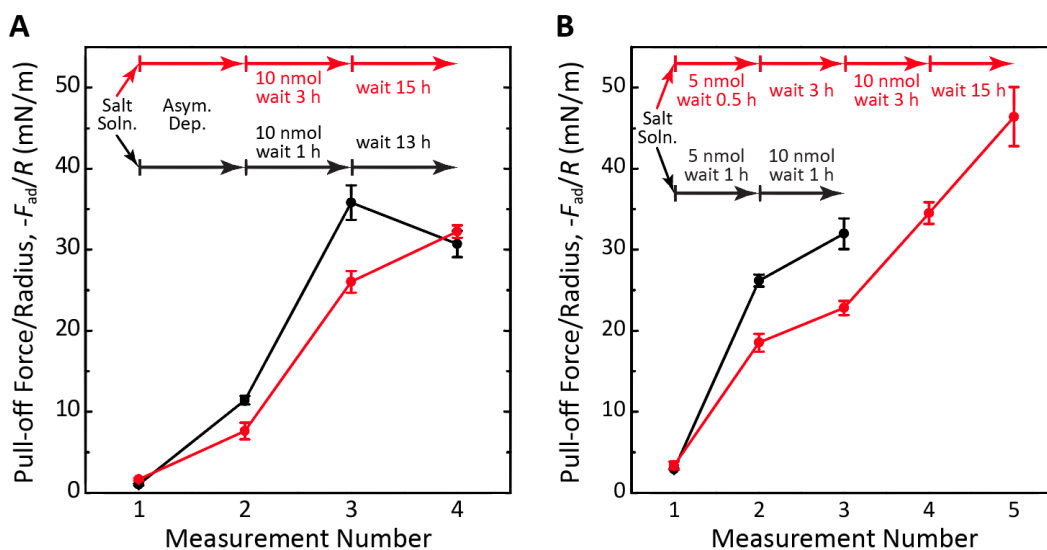 A
Pull-off Force/Radius, -Fad/R (mN/m)
50
40
30
20
10
0
Salt
Soln.
Asym.
Dep.
10 nmol
wait 3 h
wait 15 h
10 nmol
wait 1 h
wait 13 h
1 2 3 4
Measurement Number
B
Pull-off Force/Radius, -Fad/R (mN/m)
50
40
30
20
10
0
Salt
Soln.
5 nmol
wait 0.5 h
wait 3 h
10 nmol
wait 3 h
wait 15 h
5 nmol
wait 1 h
10 nmol
wait 1 h
1 2 3 4 5
Measurement Number